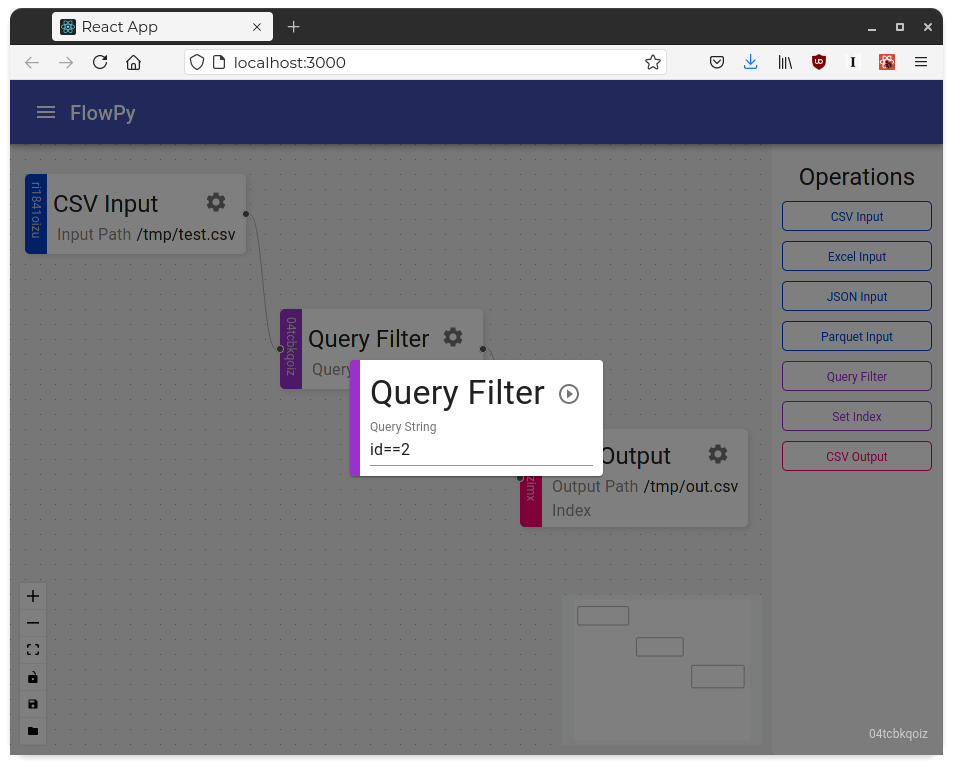 React App
localhost:3000
FlowPy
ri1841oizu
CSV Input
Input Path /tmp/test.csv
04tcbkqoiz
Query Filter
Query
Query Filter
Query String
id==2
Output
Output Path /tmp/out.csv
Index
Operations
CSV Input
Excel Input
JSON Input
Parquet Input
Query Filter
Set Index
CSV Output
04tcbkqoiz